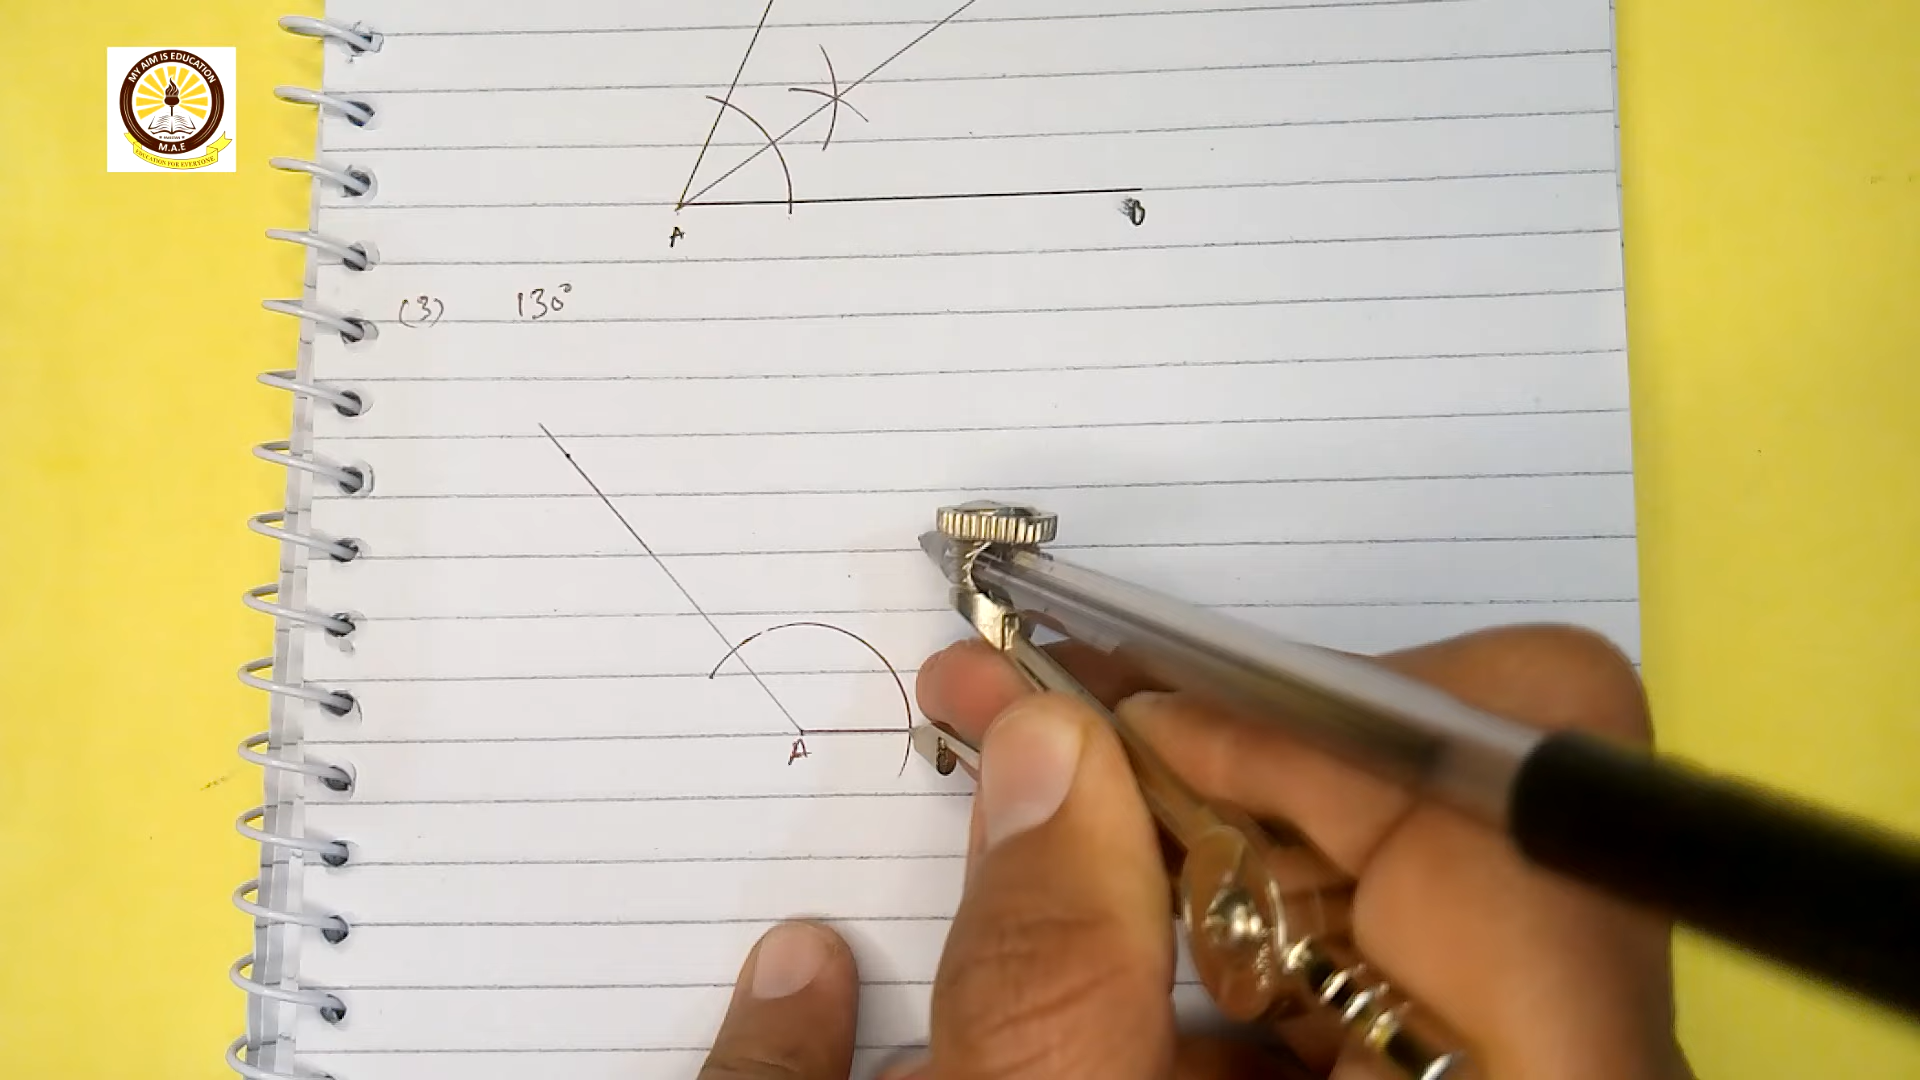 MY AIM IS EDUCATION
M.A.E
EDUCATION FOR EVERYONE
A
B
(3) 130°
A